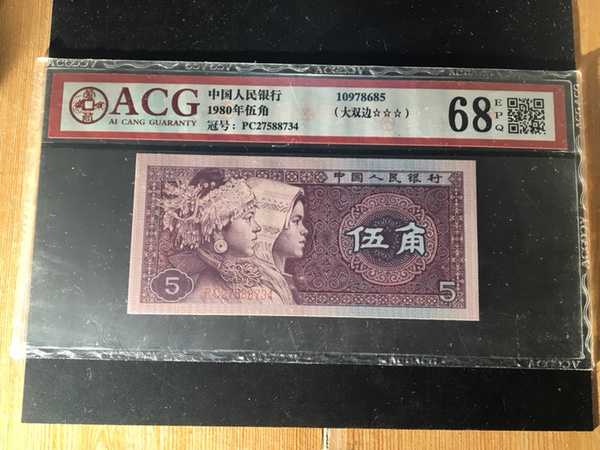 ACG
AI CANG GUARANTY
中国人民银行
1980年伍角
冠号: PC27588734
10978685
(大双边☆☆☆)
68
EPQ
中国人民银行
伍角
5
PC27588734
5